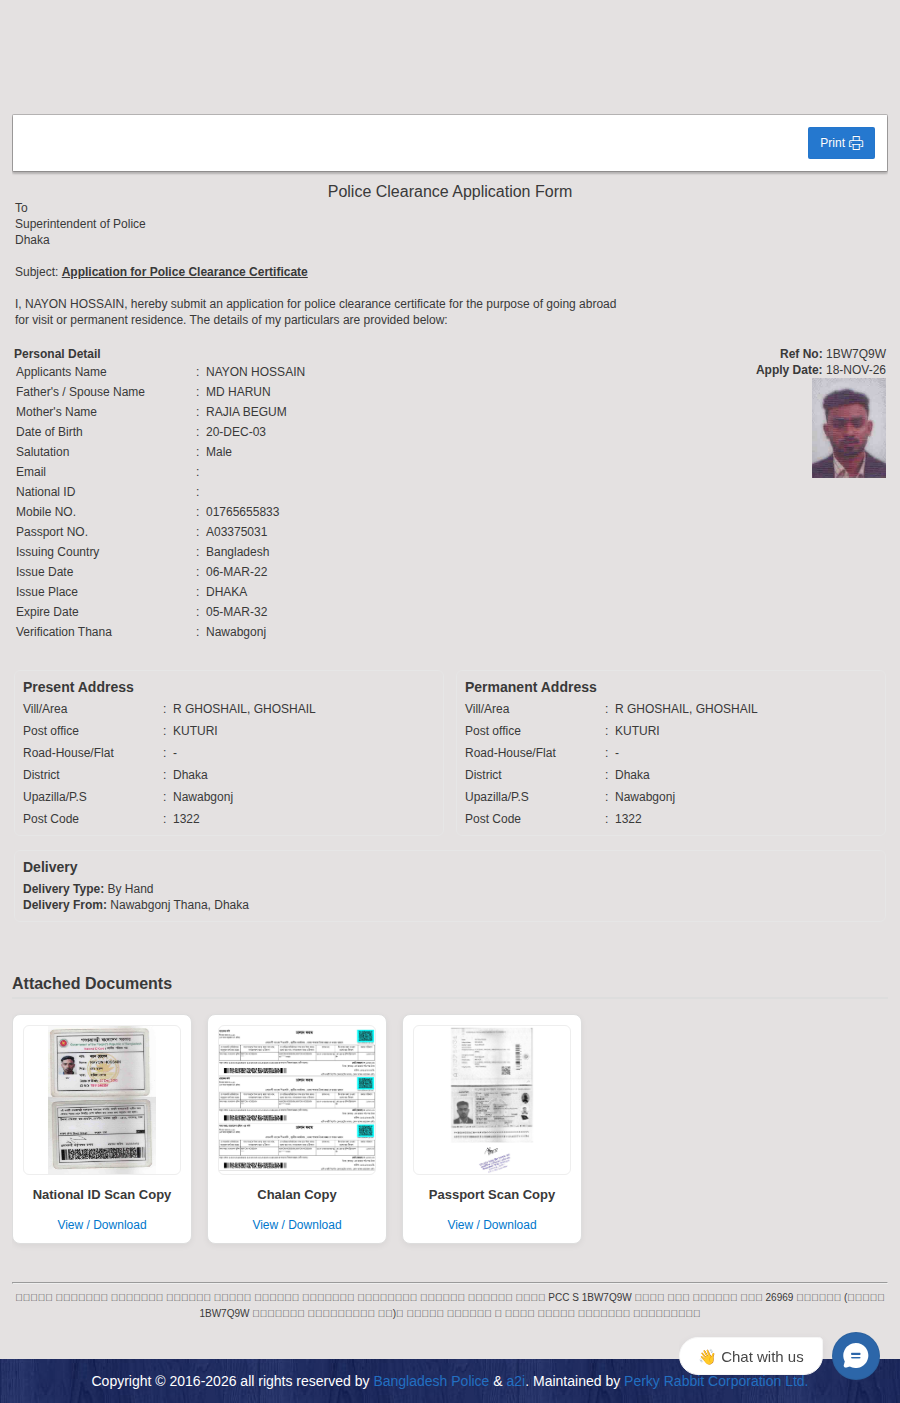 Print
Police Clearance Application Form
To
Superintendent of Police
Dhaka
Subject: Application for Police Clearance Certificate
I, NAYON HOSSAIN, hereby submit an application for police clearance certificate for the purpose of going abroad
for visit or permanent residence. The details of my particulars are provided below:
Personal Detail
Ref No: 1BW7Q9W
Apply Date: 18-NOV-26
Applicants Name : NAYON HOSSAIN
Father's / Spouse Name : MD HARUN
Mother's Name : RAJIA BEGUM
Date of Birth : 20-DEC-03
Salutation : Male
Email :
National ID :
Mobile NO. : 01765655833
Passport NO. : A03375031
Issuing Country : Bangladesh
Issue Date : 06-MAR-22
Issue Place : DHAKA
Expire Date : 05-MAR-32
Verification Thana : Nawabgonj
Present Address
Vill/Area : R GHOSHAIL, GHOSHAIL
Post office : KUTURI
Road-House/Flat : -
District : Dhaka
Upazilla/P.S : Nawabgonj
Post Code : 1322
Permanent Address
Vill/Area : R GHOSHAIL, GHOSHAIL
Post office : KUTURI
Road-House/Flat : -
District : Dhaka
Upazilla/P.S : Nawabgonj
Post Code : 1322
Delivery
Delivery Type: By Hand
Delivery From: Nawabgonj Thana, Dhaka
Attached Documents
National ID Scan Copy
View / Download
Chalan Copy
View / Download
Passport Scan Copy
View / Download
PCC S 1BW7Q9W 26969 (
1BW7Q9W )
👋 Chat with us
Copyright © 2016-2026 all rights reserved by Bangladesh Police & a2i. Maintained by Perky Rabbit Corporation Ltd.